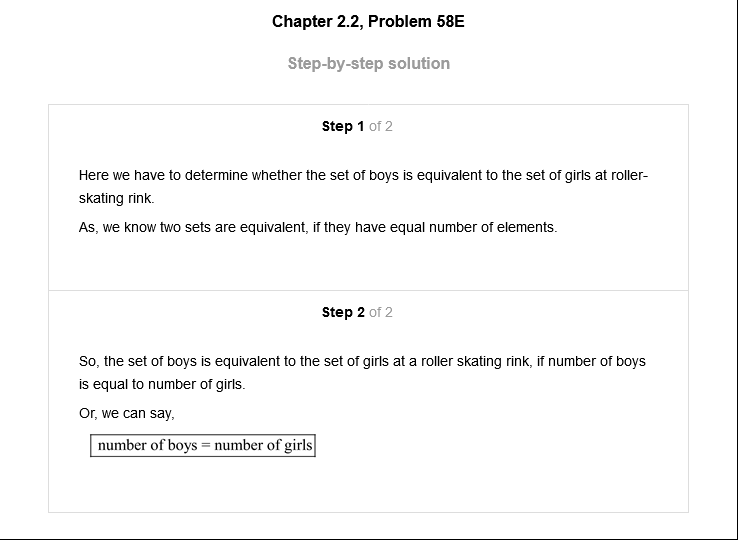 Chapter 2.2, Problem 58E
Step-by-step solution
Step 1 of 2
Here we have to determine whether the set of boys is equivalent to the set of girls at roller-
skating rink.
As, we know two sets are equivalent, if they have equal number of elements.
Step 2 of 2
So, the set of boys is equivalent to the set of girls at a roller skating rink, if number of boys
is equal to number of girls.
Or, we can say,
number of boys = number of girls